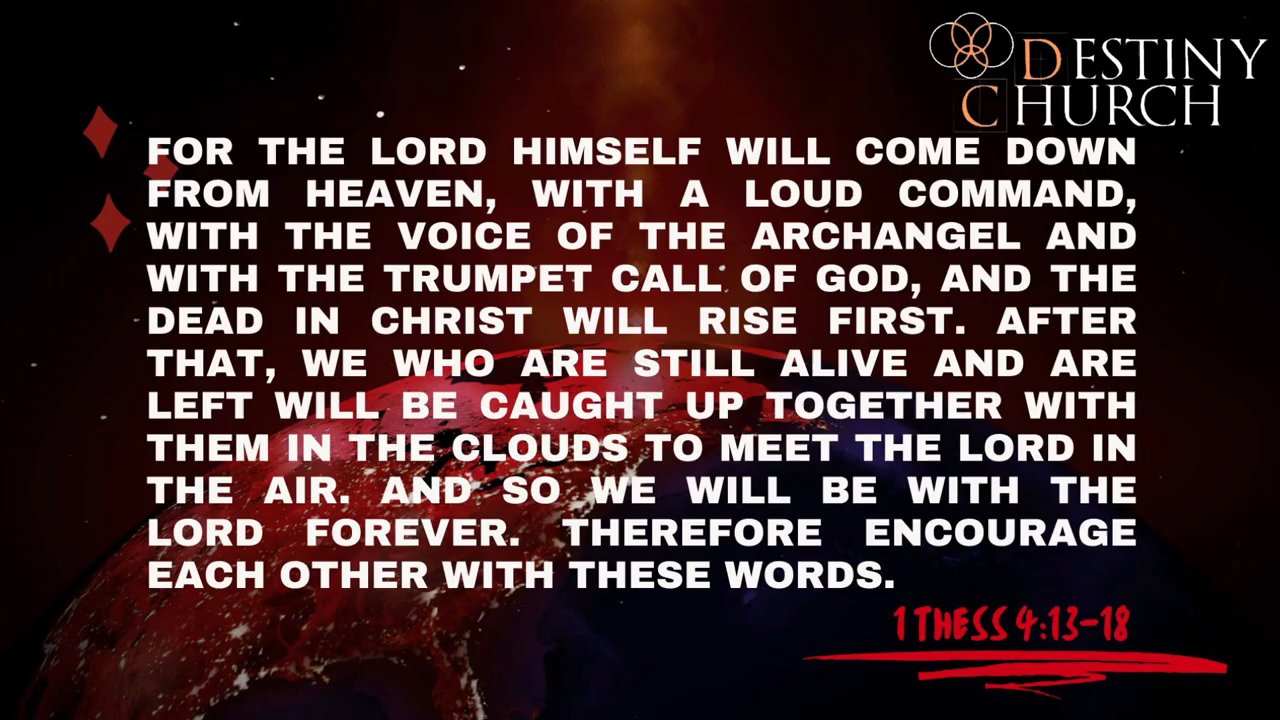 DESTINY
CHURCH
FOR THE LORD HIMSELF WILL COME DOWN
FROM HEAVEN, WITH A LOUD COMMAND,
WITH THE VOICE OF THE ARCHANGEL AND
WITH THE TRUMPET CALL OF GOD, AND THE
DEAD IN CHRIST WILL RISE FIRST. AFTER
THAT, WE WHO ARE STILL ALIVE AND ARE
LEFT WILL BE CAUGHT UP TOGETHER WITH
THEM IN THE CLOUDS TO MEET THE LORD IN
THE AIR. AND SO WE WILL BE WITH THE
LORD FOREVER. THEREFORE ENCOURAGE
EACH OTHER WITH THESE WORDS.
1 THESS 4:13-18